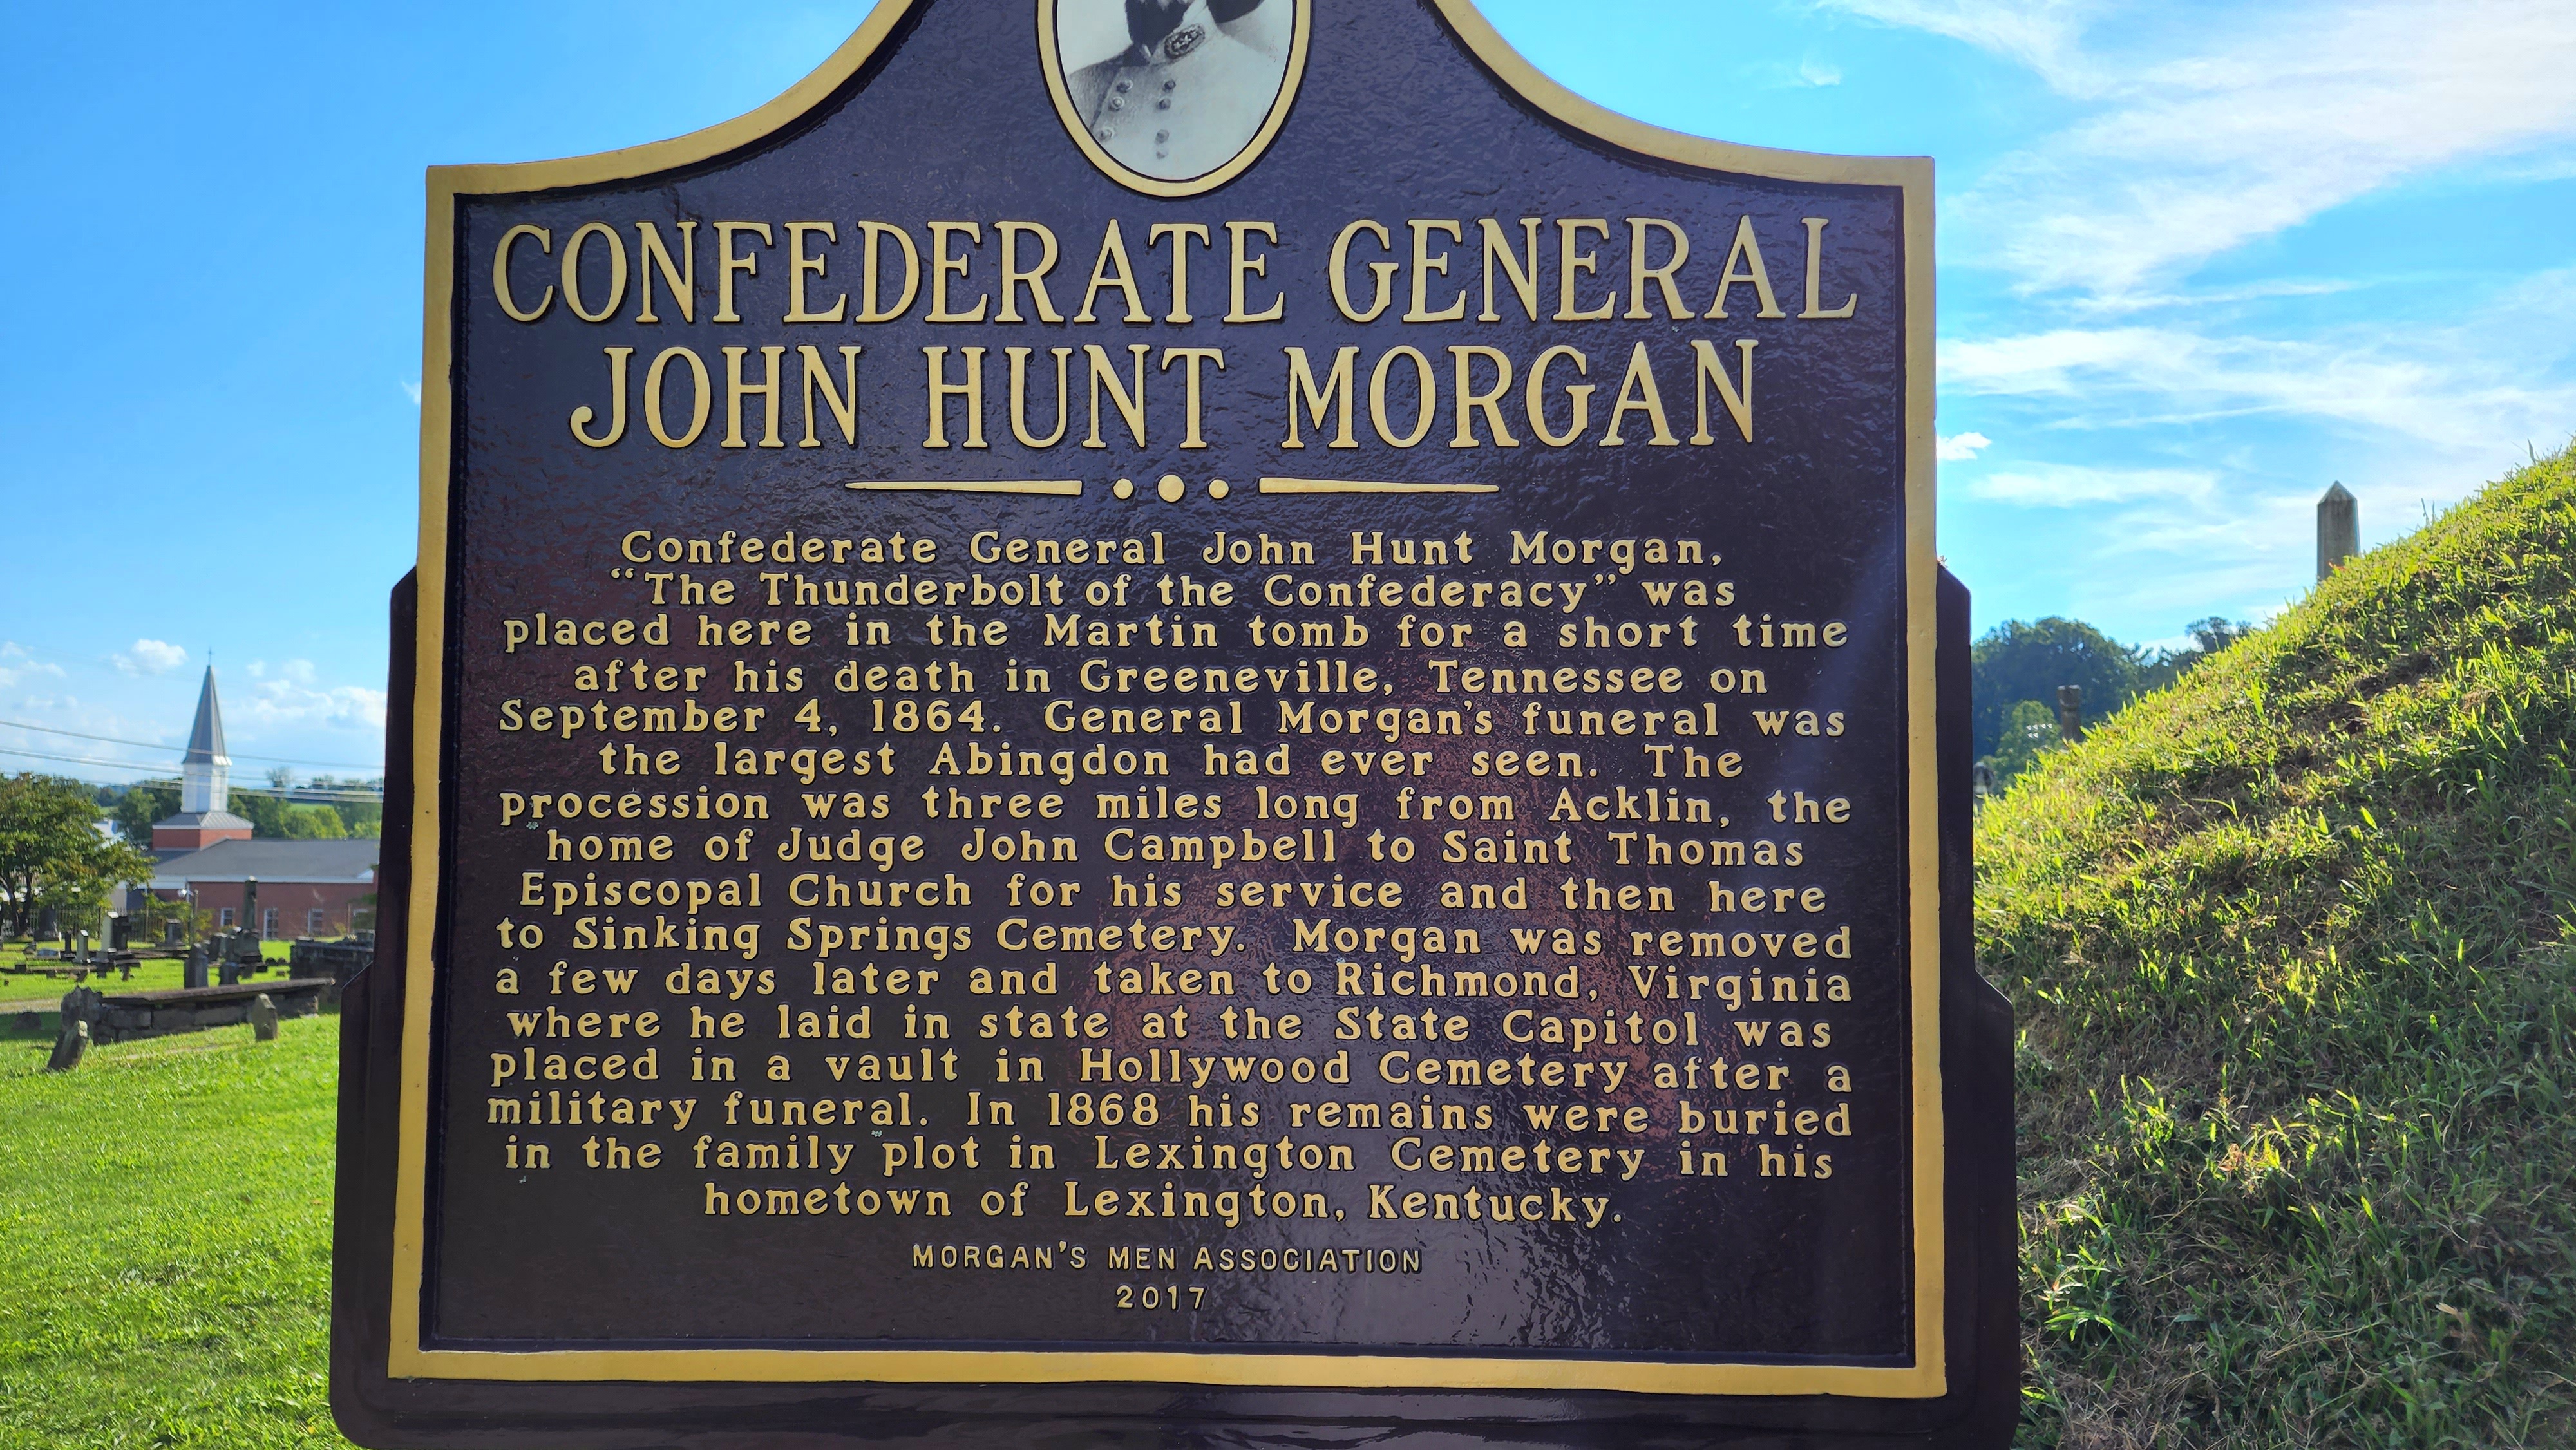 CONFEDERATE GENERAL
JOHN HUNT MORGAN
Confederate General John Hunt Morgan,
“The Thunderbolt of the Confederacy” was
placed here in the Martin tomb for a short time
after his death in Greeneville, Tennessee on
September 4, 1864. General Morgan's funeral was
the largest Abingdon had ever seen. The
procession was three miles long from Acklin, the
home of Judge John Campbell to Saint Thomas
Episcopal Church for his service and then here
to Sinking Springs Cemetery. Morgan was removed
a few days later and taken to Richmond, Virginia
where he laid in state at the State Capitol was
placed in a vault in Hollywood Cemetery after a
military funeral. In 1868 his remains were buried
in the family plot in Lexington Cemetery in his
hometown of Lexington, Kentucky.
MORGAN'S MEN ASSOCIATION
2017